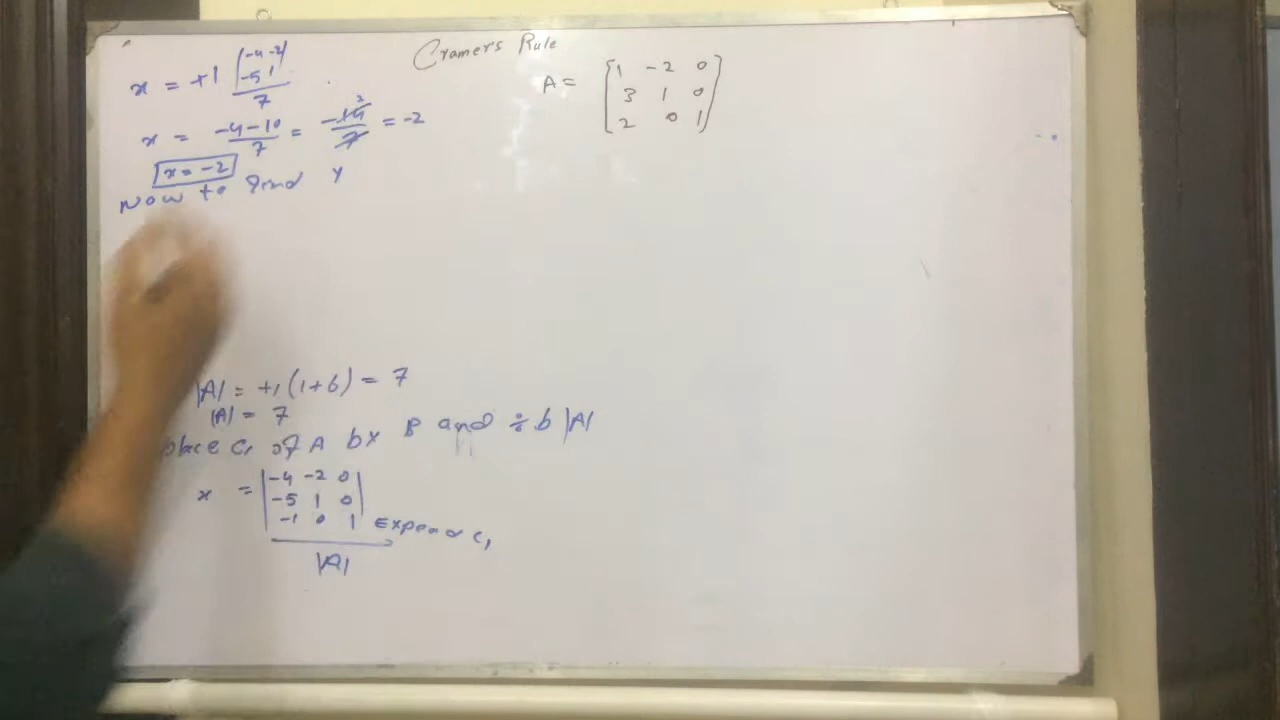 Cramers Rule
x = +1 |-4 -2|
-5 1
7
x = -4-10 / 7 = -14 / 7 = -2
x = -2
Now to find y
A = [1 -2 0
3 1 0
2 0 1]
|A| = +1(1+6) = 7
|A| = 7
place C1 of A by B and ÷ b |A|
x = |-4 -2 0|
-5 1 0
-1 0 1 Expand C1
|A|